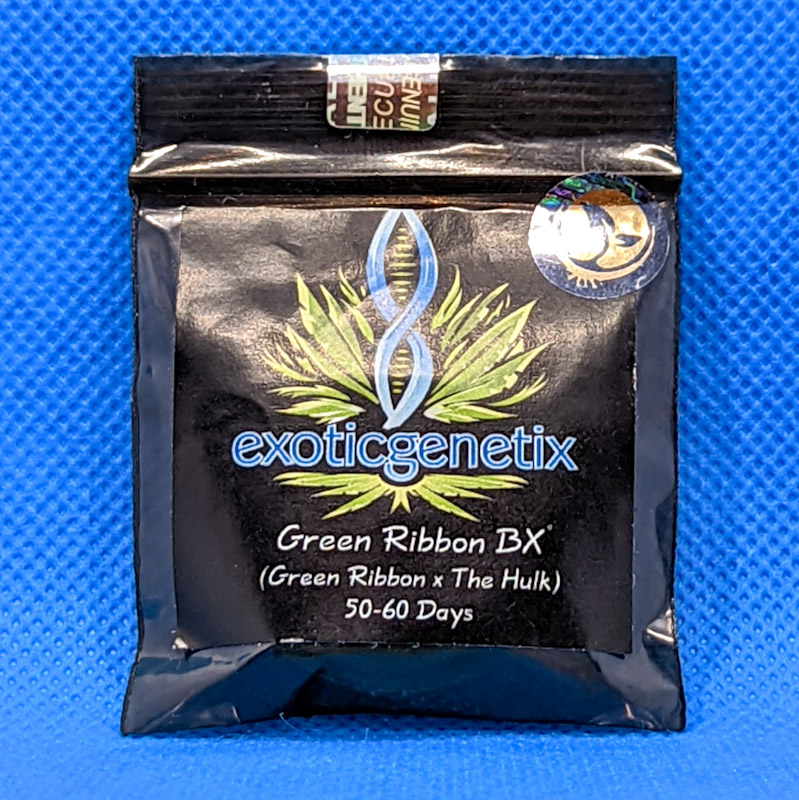 exoticgenetix
Green Ribbon BX
(Green Ribbon x The Hulk)
50-60 Days